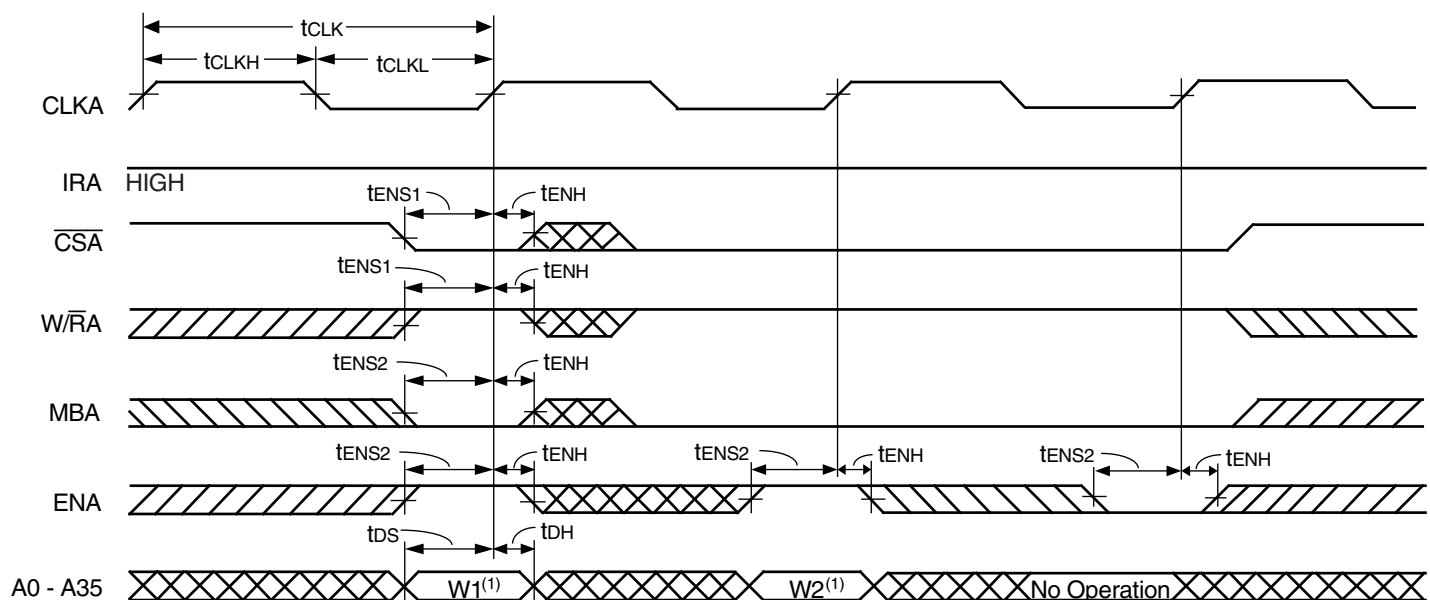 tCLK
tCLKH tCLKL
CLKA
IRA HIGH
tENS1 tENH
CSA
tENS1 tENH
W/RA
tENS2 tENH
MBA
tENS2 tENH tENS2 tENH tENS2 tENH
ENA
tDS tDH
A0 - A35 W1(1) W2(1) No Operation